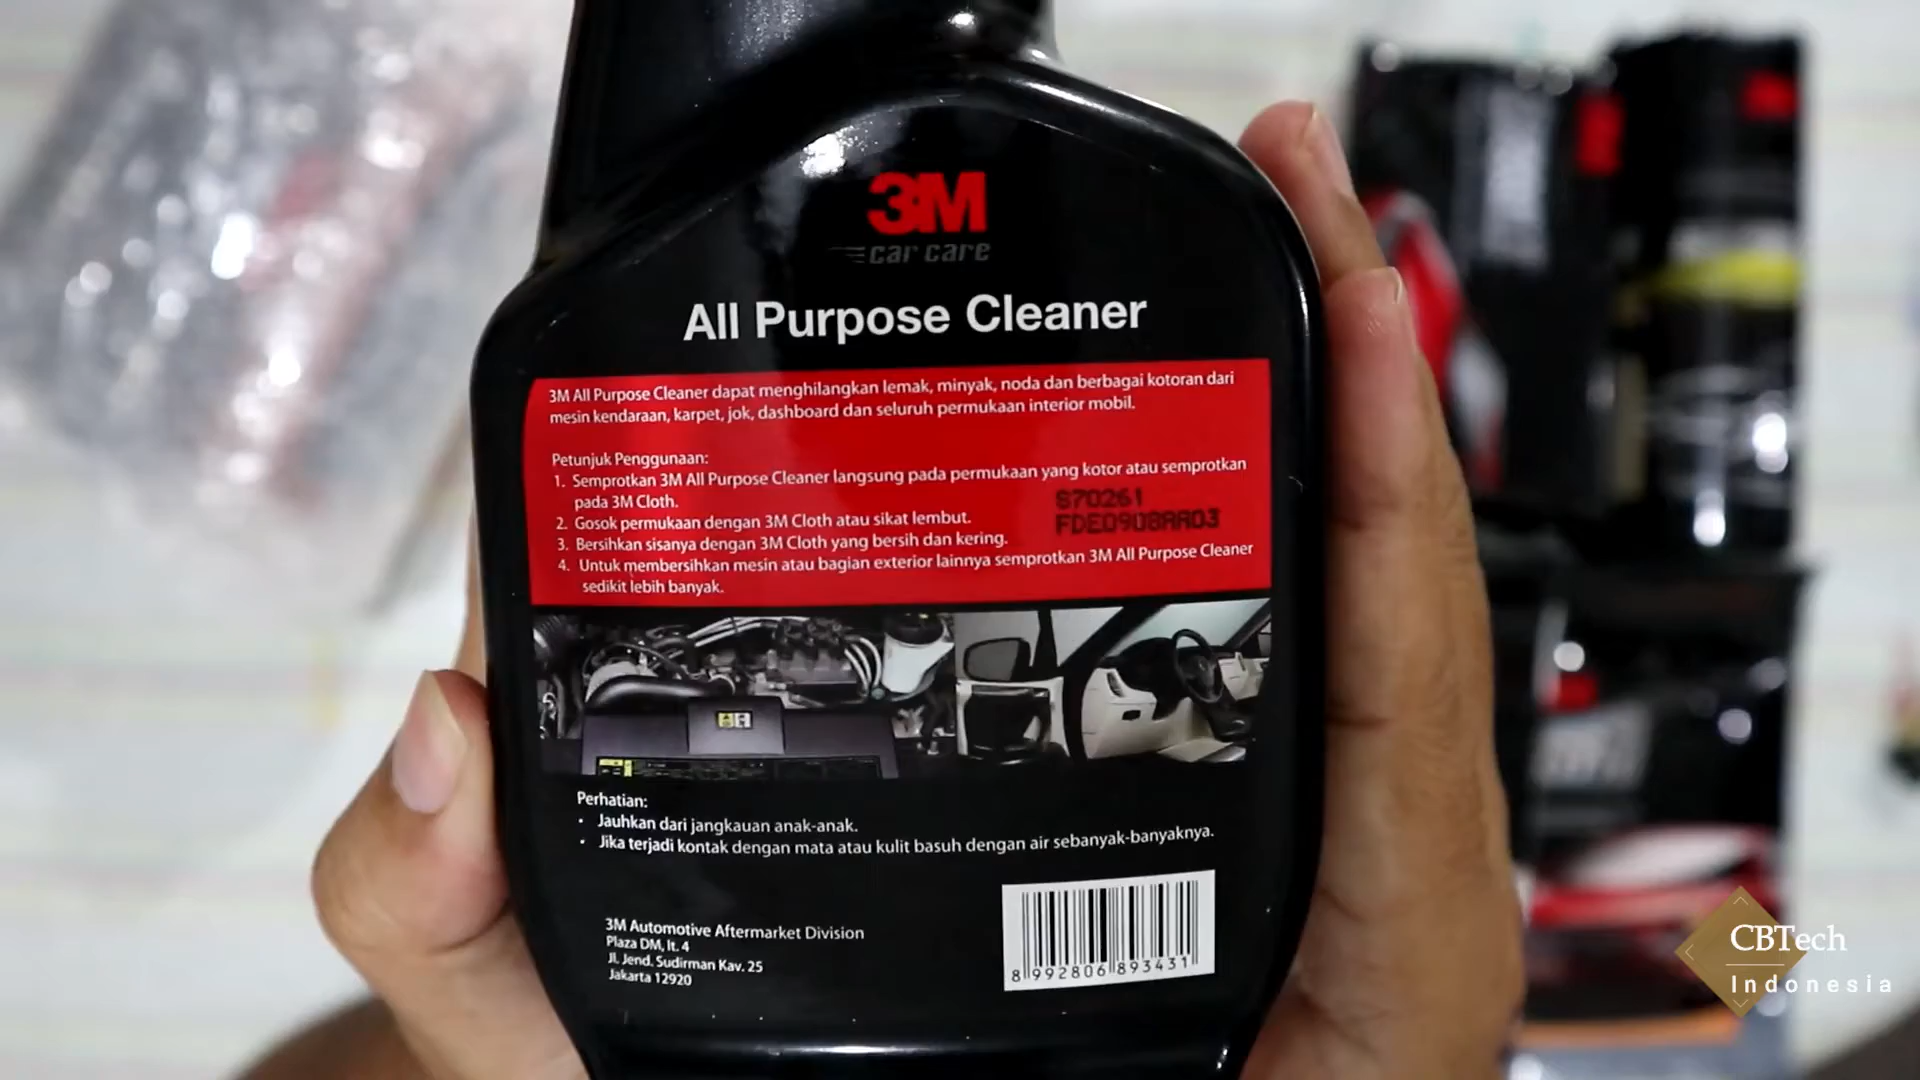 3M
car care
All Purpose Cleaner
3M All Purpose Cleaner dapat menghilangkan lemak, minyak, noda dan berbagai kotoran dari
mesin kendaraan, karpet, jok, dashboard dan seluruh permukaan interior mobil.
Petunjuk Penggunaan:
1. Semprotkan 3M All Purpose Cleaner langsung pada permukaan yang kotor atau semprotkan
pada 3M Cloth.
2. Gosok permukaan dengan 3M Cloth atau sikat lembut.
3. Bersihkan sisanya dengan 3M Cloth yang bersih dan kering.
4. Untuk membersihkan mesin atau bagian exterior lainnya semprotkan 3M All Purpose Cleaner
sedikit lebih banyak.
Perhatian:
• Jauhkan dari jangkauan anak-anak.
• Jika terjadi kontak dengan mata atau kulit basuh dengan air sebanyak-banyaknya.
3M Automotive Aftermarket Division
Plaza DM, lt. 4
Jl. Jend. Sudirman Kav. 25
Jakarta 12920
8 992806 893431
CBTech
Indonesia